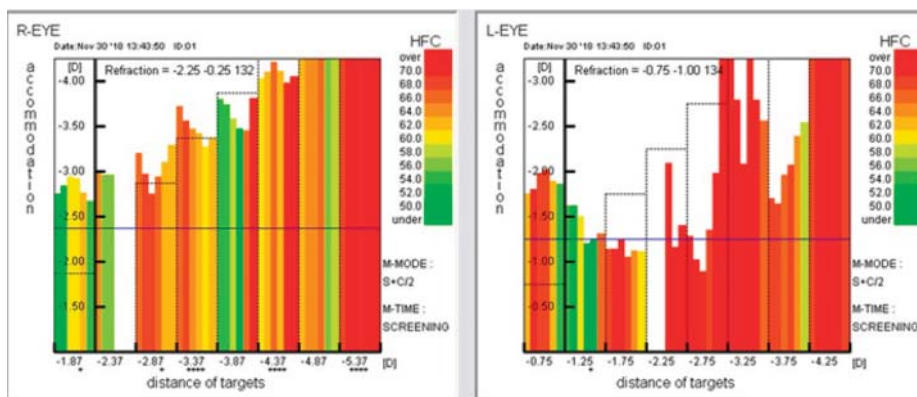 R-EYE
Date:Nov 30 '18 13:43:50 ID:01
HFC
accommodation
[D]
Refraction = -2.25 -0.25 132
-4.00
-3.50
-3.00
-2.50
-2.00
-1.50
over
70.0
68.0
66.0
64.0
62.0
60.0
58.0
56.0
54.0
52.0
50.0
under
M-MODE :
S+C/2
M-TIME :
SCREENING
-1.87 -2.37 -2.87 -3.37 -3.87 -4.37 -4.87 -5.37 [D]
* * **** **** ****
distance of targets
L-EYE
Date:Nov 30 '18 13:43:50 ID:01
HFC
accommodation
[D]
Refraction = -0.75 -1.00 134
-3.00
-2.50
-2.00
-1.50
-1.00
-0.50
over
70.0
68.0
66.0
64.0
62.0
60.0
58.0
56.0
54.0
52.0
50.0
under
M-MODE :
S+C/2
M-TIME :
SCREENING
-0.75 -1.25 -1.75 -2.25 -2.75 -3.25 -3.75 -4.25 [D]
*
distance of targets